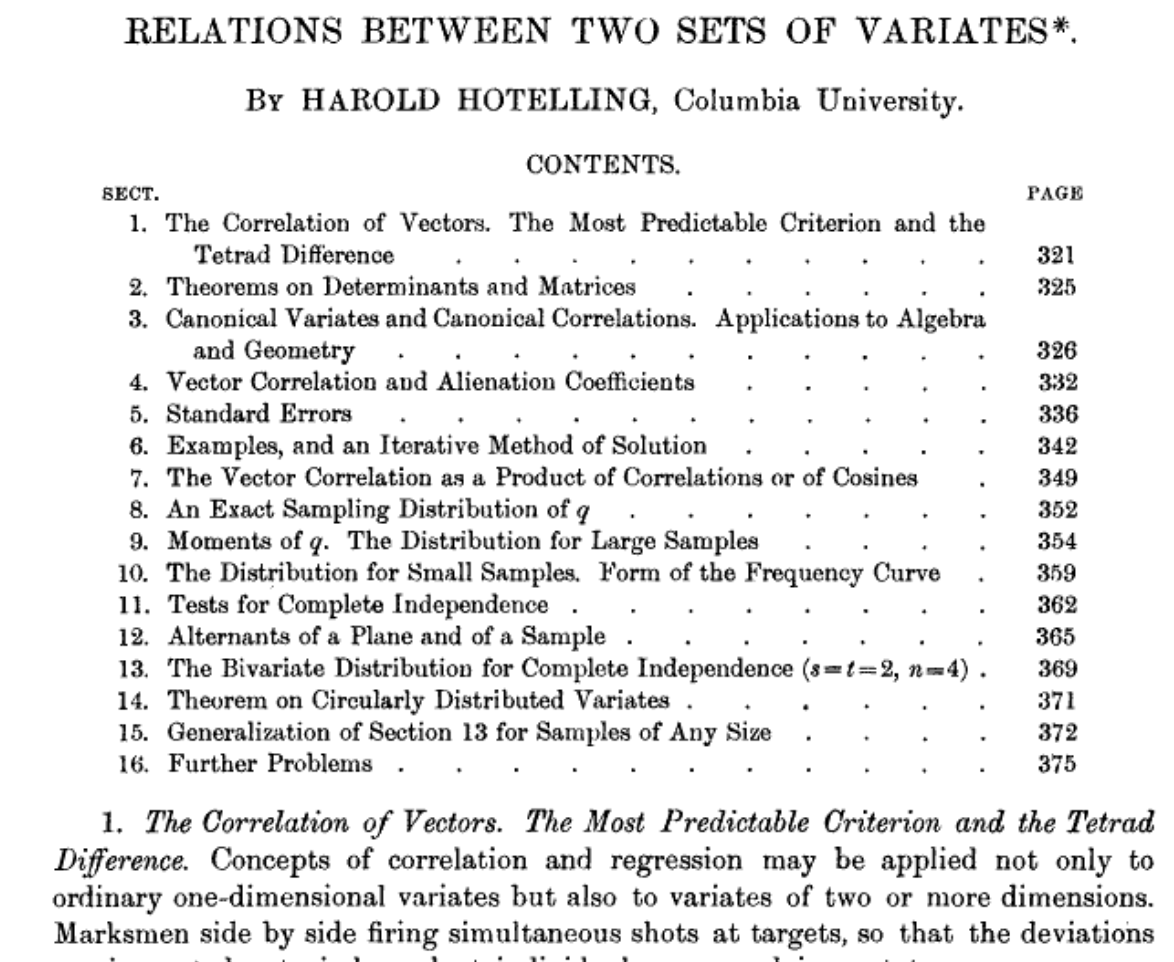 RELATIONS BETWEEN TWO SETS OF VARIATES*.
By HAROLD HOTELLING, Columbia University.
CONTENTS.
SECT. PAGE
1. The Correlation of Vectors. The Most Predictable Criterion and the
Tetrad Difference . . . . . . . . . . 321
2. Theorems on Determinants and Matrices . . . . . . 325
3. Canonical Variates and Canonical Correlations. Applications to Algebra
and Geometry . . . . . . . . . . . 326
4. Vector Correlation and Alienation Coefficients . . . . . 332
5. Standard Errors . . . . . . . . . . . 336
6. Examples, and an Iterative Method of Solution . . . . . 342
7. The Vector Correlation as a Product of Correlations or of Cosines . 349
8. An Exact Sampling Distribution of q . . . . . . . 352
9. Moments of q. The Distribution for Large Samples . . . . 354
10. The Distribution for Small Samples. Form of the Frequency Curve . 359
11. Tests for Complete Independence . . . . . . . . 362
12. Alternants of a Plane and of a Sample . . . . . . . 365
13. The Bivariate Distribution for Complete Independence (s=t=2, n=4) . 369
14. Theorem on Circularly Distributed Variates . . . . . . 371
15. Generalization of Section 13 for Samples of Any Size . . . . 372
16. Further Problems . . . . . . . . . . . 375
1. The Correlation of Vectors. The Most Predictable Criterion and the Tetrad
Difference. Concepts of correlation and regression may be applied not only to
ordinary one-dimensional variates but also to variates of two or more dimensions.
Marksmen side by side firing simultaneous shots at targets, so that the deviations